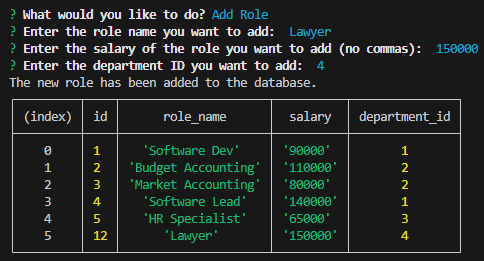 ? What would you like to do? Add Role
? Enter the role name you want to add:  Lawyer
? Enter the salary of the role you want to add (no commas):  150000
? Enter the department ID you want to add:  4
The new role has been added to the database.
(index) id role_name salary department_id
0 1 'Software Dev' '90000' 1
1 2 'Budget Accounting' '110000' 2
2 3 'Market Accounting' '80000' 2
3 4 'Software Lead' '140000' 1
4 5 'HR Specialist' '65000' 3
5 12 'Lawyer' '150000' 4